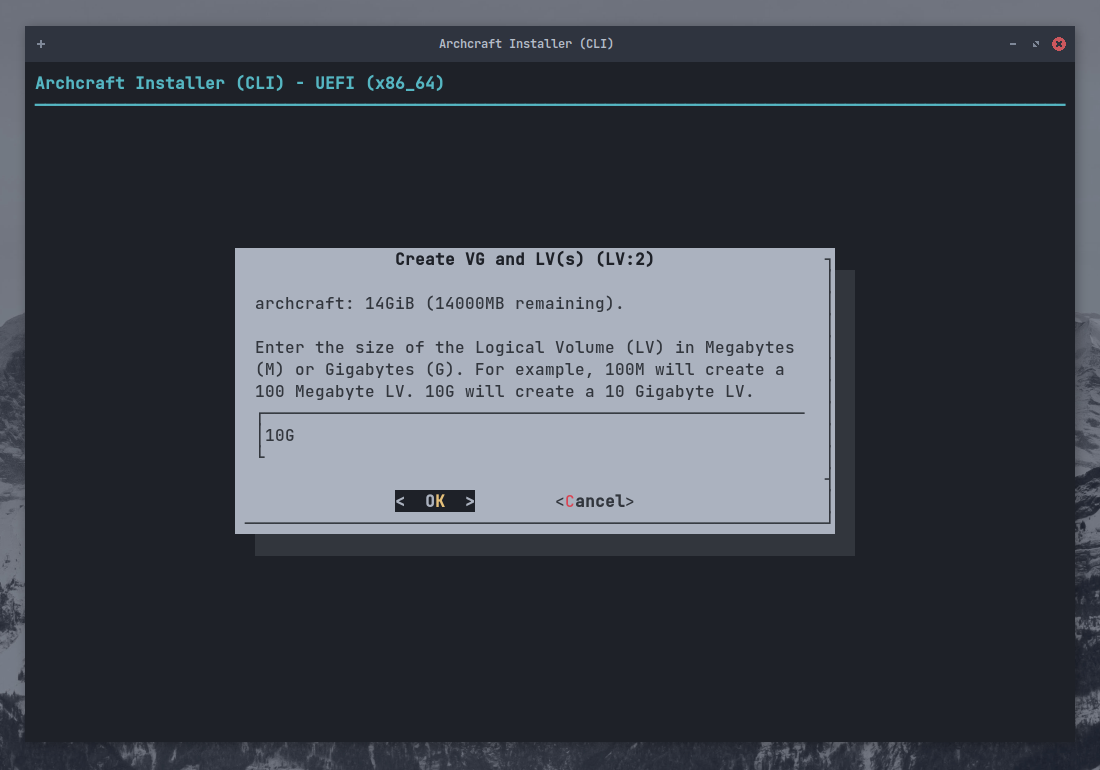 Archcraft Installer (CLI)
Archcraft Installer (CLI) - UEFI (x86_64)
Create VG and LV(s) (LV:2)
archcraft: 14GiB (14000MB remaining).
Enter the size of the Logical Volume (LV) in Megabytes
(M) or Gigabytes (G). For example, 100M will create a
100 Megabyte LV. 10G will create a 10 Gigabyte LV.
10G
<  OK  > <Cancel>